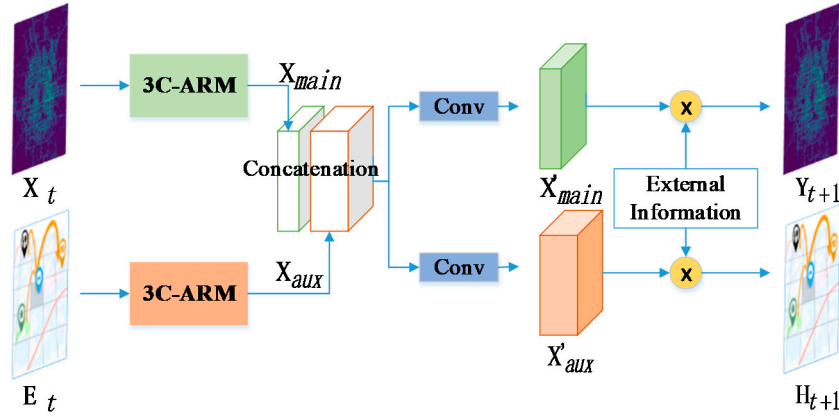 3C-ARM
X main
Conv
X
Concatenation
X t
X'main
External
Information
Y t+1
3C-ARM
X aux
Conv
X
X'aux
E t
H t+1